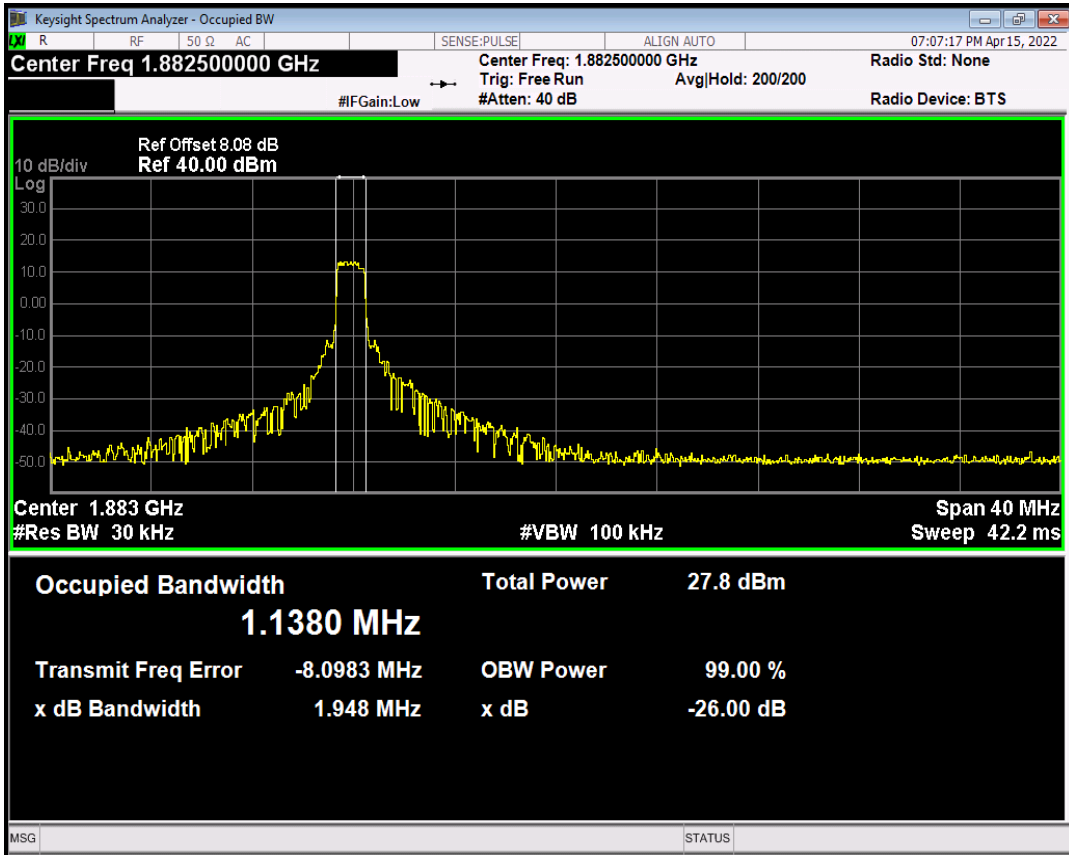 Keysight Spectrum Analyzer - Occupied BW
LXI R RF 50 Ω AC SENSE:PULSE ALIGN AUTO 07:07:17 PM Apr 15, 2022
Center Freq 1.882500000 GHz Center Freq: 1.882500000 GHz Radio Std: None
Trig: Free Run Avg|Hold: 200/200
#IFGain:Low #Atten: 40 dB Radio Device: BTS
Ref Offset 8.08 dB
10 dB/div Ref 40.00 dBm
Log
30.0
20.0
10.0
0.00
-10.0
-20.0
-30.0
-40.0
-50.0
Center 1.883 GHz Span 40 MHz
#Res BW 30 kHz #VBW 100 kHz Sweep 42.2 ms
Occupied Bandwidth Total Power 27.8 dBm
1.1380 MHz
Transmit Freq Error -8.0983 MHz OBW Power 99.00 %
x dB Bandwidth 1.948 MHz x dB -26.00 dB
MSG STATUS